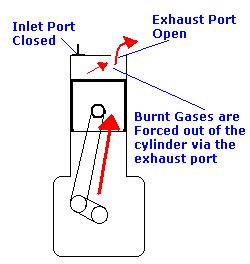 Inlet Port
Closed
Exhaust Port
Open
Burnt Gases are
Forced out of the
cylinder via the
exhaust port